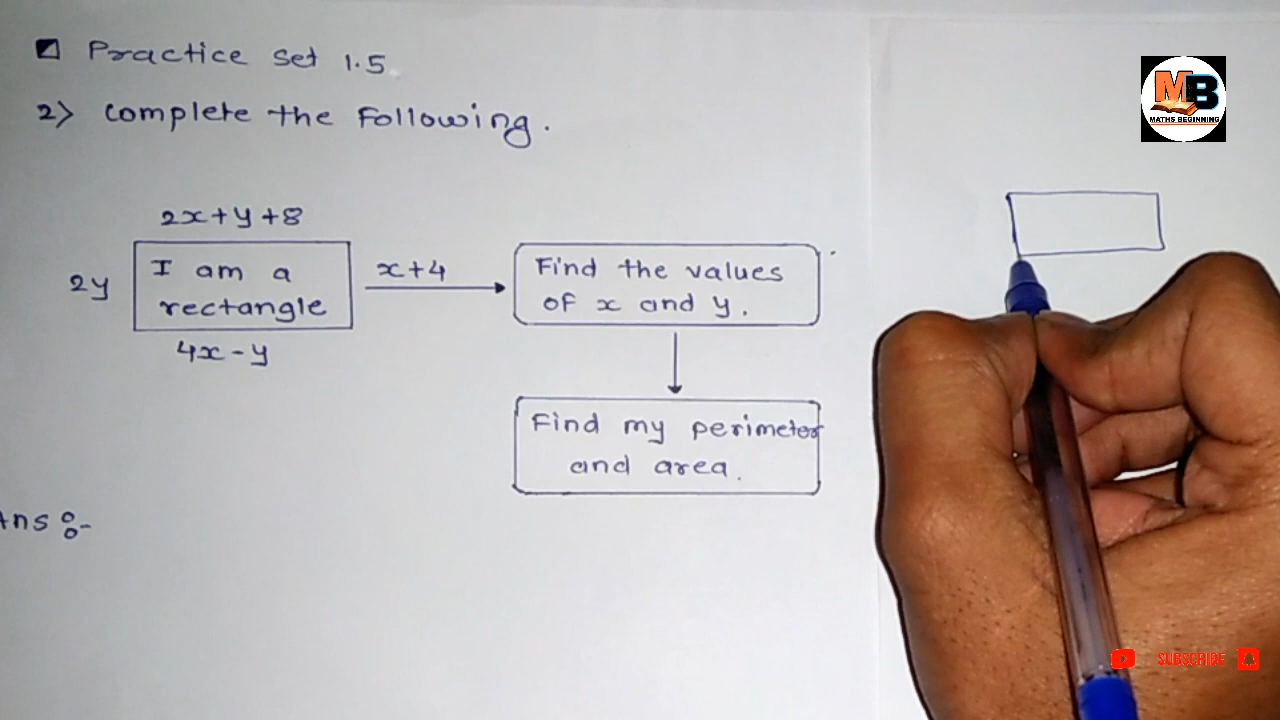 Practice set 1.5
2) complete the Following.
2x+y+8
2y
I am a
rectangle
x+4
4x-y
Find the values
of x and y.
Find my perimeter
and area.
Ans :-
MB
MATHS BEGINNING
SUBSCRIBE